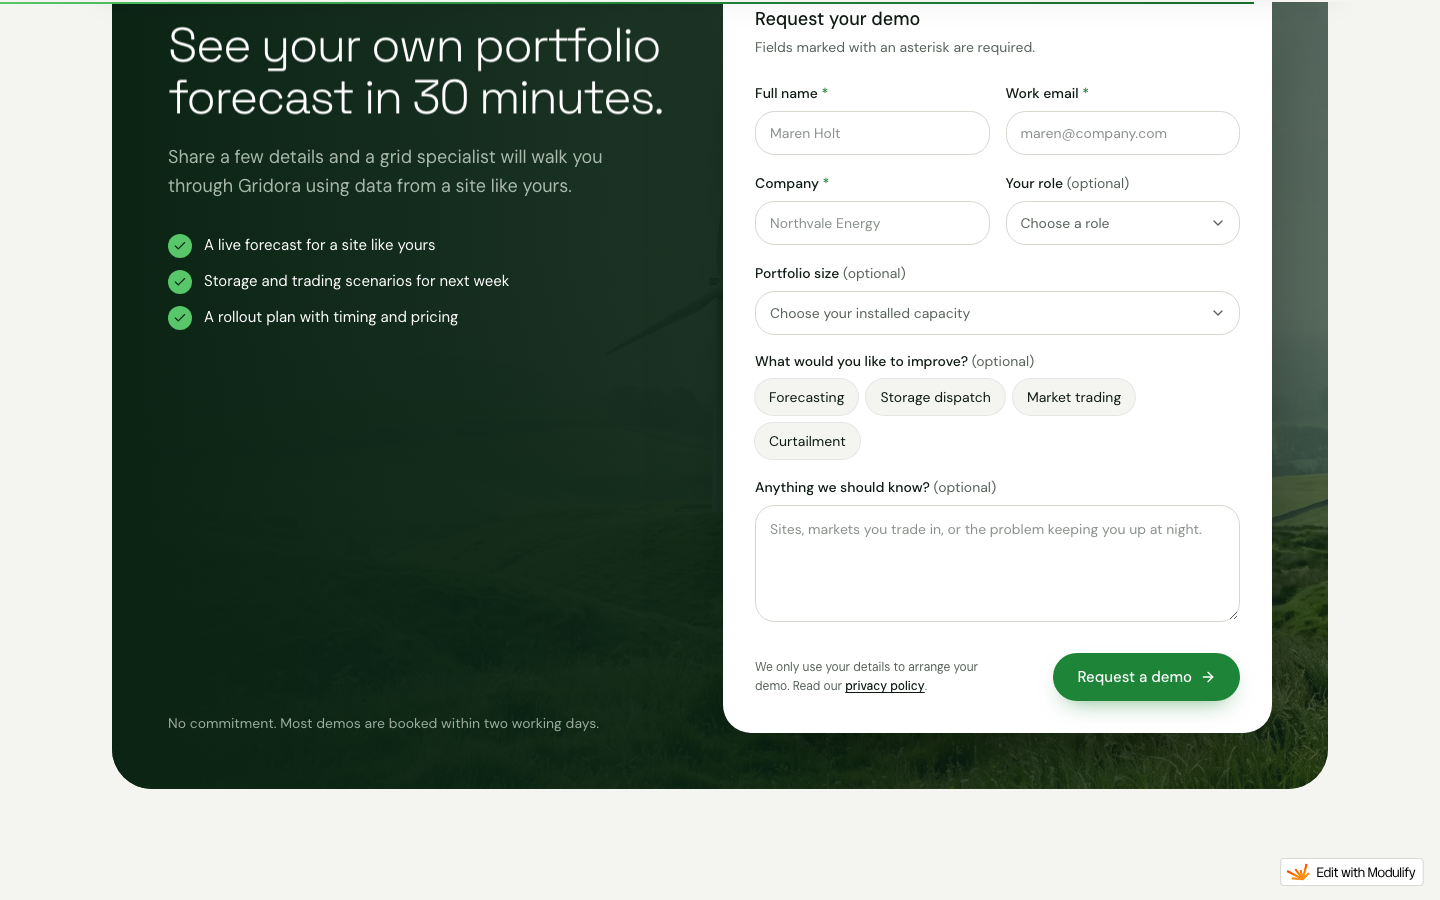 See your own portfolio
forecast in 30 minutes.
Share a few details and a grid specialist will walk you
through Gridora using data from a site like yours.
A live forecast for a site like yours
Storage and trading scenarios for next week
A rollout plan with timing and pricing
No commitment. Most demos are booked within two working days.
Request your demo
Fields marked with an asterisk are required.
Full name *
Work email *
Maren Holt
maren@company.com
Company *
Your role (optional)
Northvale Energy
Choose a role
Portfolio size (optional)
Choose your installed capacity
What would you like to improve? (optional)
Forecasting
Storage dispatch
Market trading
Curtailment
Anything we should know? (optional)
Sites, markets you trade in, or the problem keeping you up at night.
We only use your details to arrange your
demo. Read our privacy policy.
Request a demo
Edit with Modulify